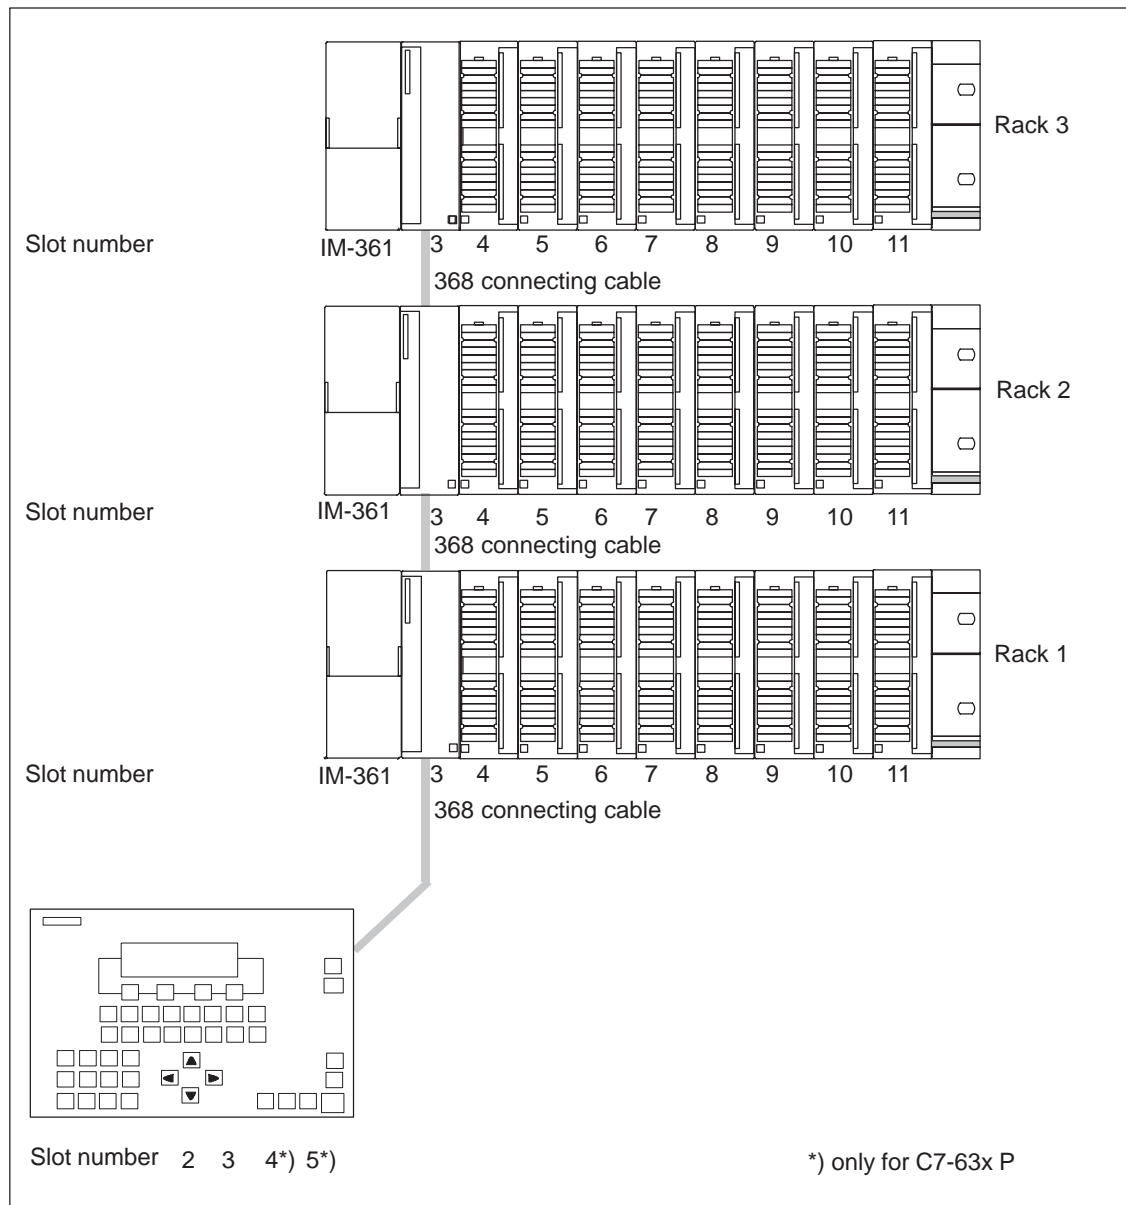 Rack 3
Slot number IM-361 3 4 5 6 7 8 9 10 11
368 connecting cable
Rack 2
Slot number IM-361 3 4 5 6 7 8 9 10 11
368 connecting cable
Rack 1
Slot number IM-361 3 4 5 6 7 8 9 10 11
368 connecting cable
Slot number 2 3 4*) 5*) *) only for C7-63x P